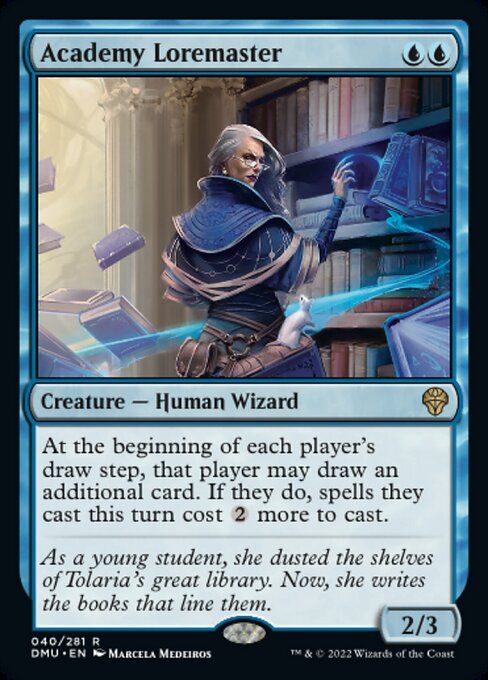 Academy Loremaster
Creature — Human Wizard
At the beginning of each player's
draw step, that player may draw an
additional card. If they do, spells they
cast this turn cost 2 more to cast.
As a young student, she dusted the shelves
of Tolaria's great library. Now, she writes
the books that line them.
2/3
040/281 R
DMU • EN Marcela Medeiros
™ & © 2022 Wizards of the Coast